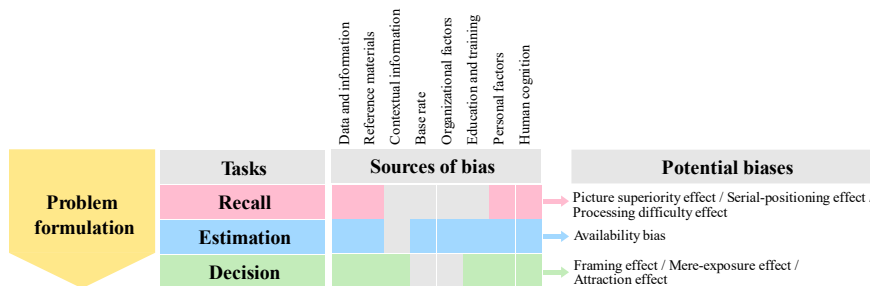 Data and information
Reference materials
Contextual information
Base rate
Organizational factors
Education and training
Personal factors
Human cognition
Problem
formulation
Tasks
Sources of bias
Potential biases
Recall
Picture superiority effect / Serial-positioning effect /
Processing difficulty effect
Estimation
Availability bias
Decision
Framing effect / Mere-exposure effect /
Attraction effect